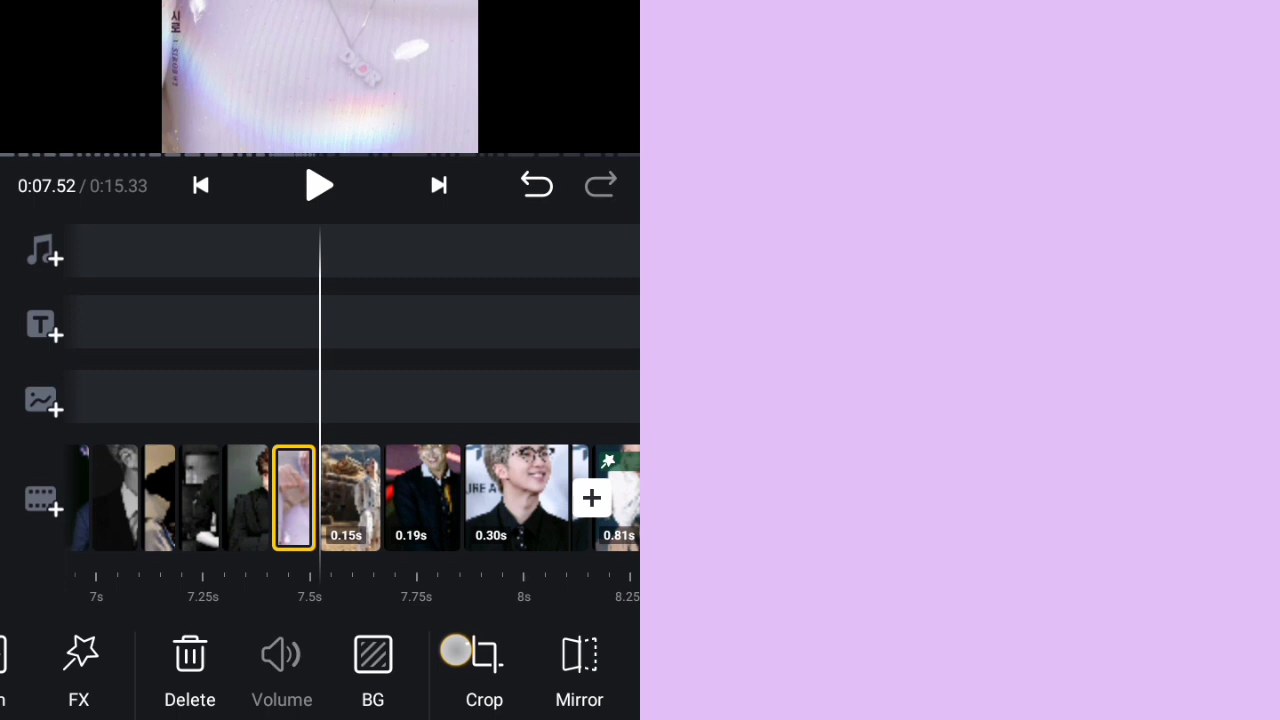 시로
DIOR
0:07.52 / 0:15.33
T
0.15s
0.19s
0.30s
0.81s
7s
7.25s
7.5s
7.75s
8s
8.25
FX
Delete
Volume
BG
Crop
Mirror